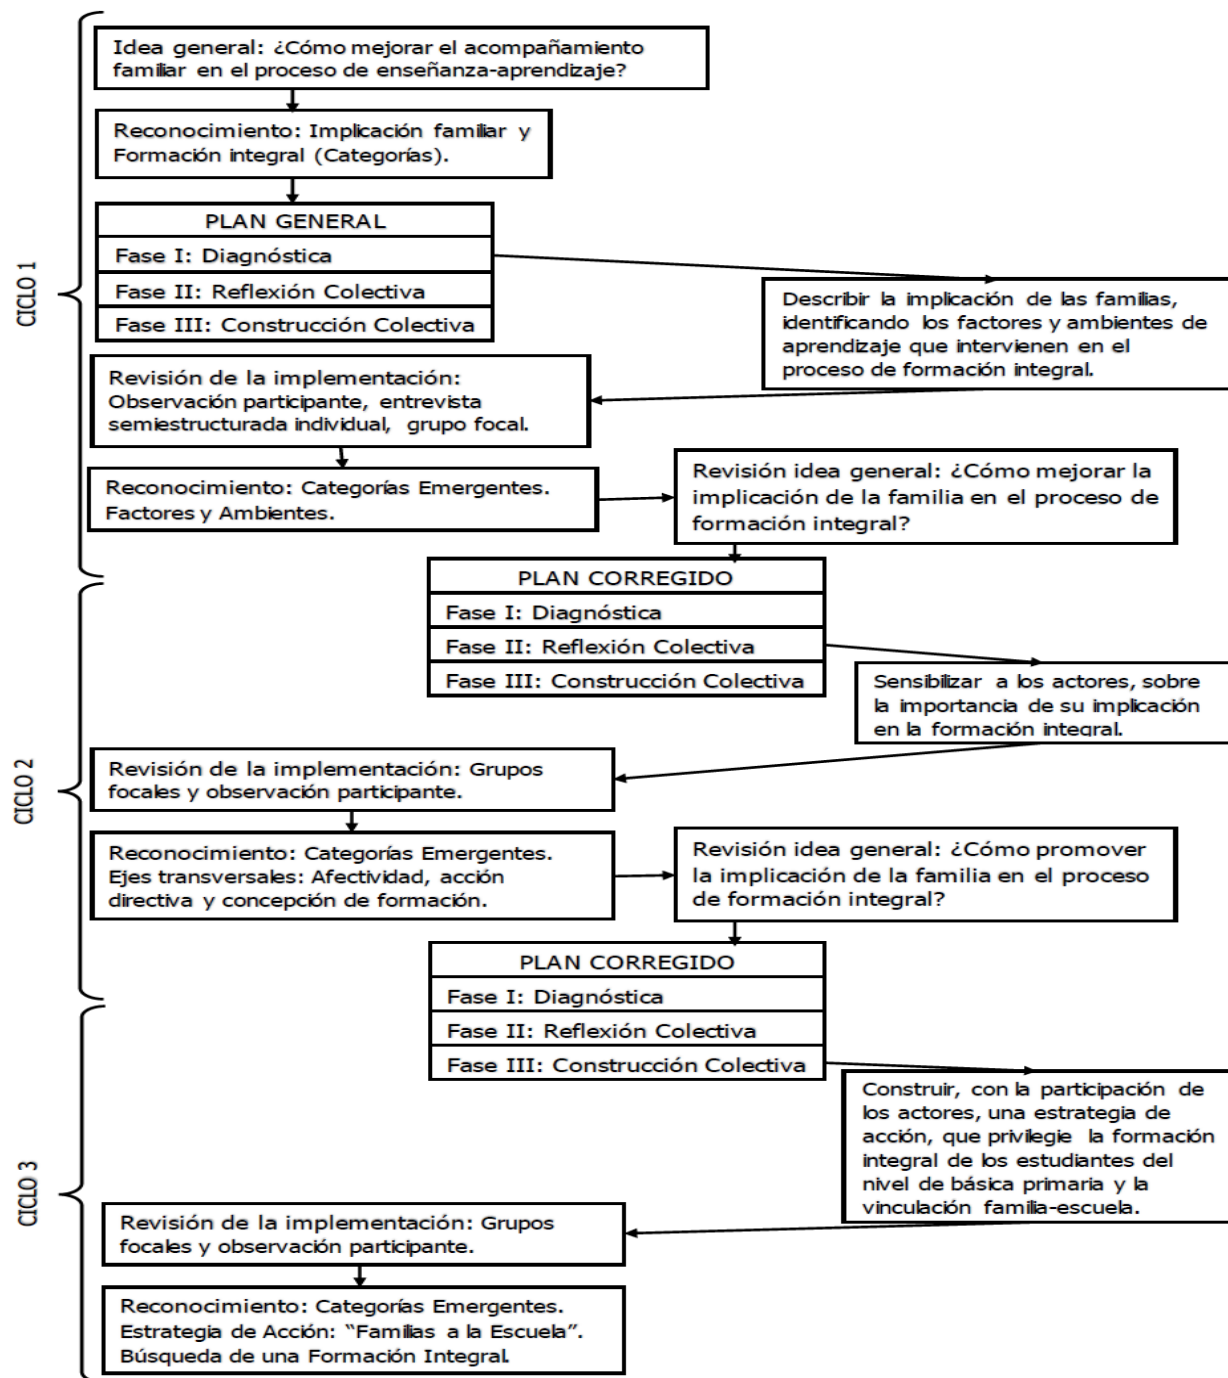 CICLO 1
Idea general: ¿Cómo mejorar el acompañamiento
familiar en el proceso de enseñanza-aprendizaje?
Reconocimiento: Implicación familiar y
Formación integral (Categorías).
PLAN GENERAL
Fase I: Diagnóstica
Fase II: Reflexión Colectiva
Fase III: Construcción Colectiva
Describir la implicación de las familias,
identificando los factores y ambientes de
aprendizaje que intervienen en el
proceso de formación integral.
Revisión de la implementación:
Observación participante, entrevista
semiestructurada individual, grupo focal.
Reconocimiento: Categorías Emergentes.
Factores y Ambientes.
Revisión idea general: ¿Cómo mejorar la
implicación de la familia en el proceso de
formación integral?
CICLO 2
PLAN CORREGIDO
Fase I: Diagnóstica
Fase II: Reflexión Colectiva
Fase III: Construcción Colectiva
Sensibilizar a los actores, sobre
la importancia de su implicación
en la formación integral.
Revisión de la implementación: Grupos
focales y observación participante.
Reconocimiento: Categorías Emergentes.
Ejes transversales: Afectividad, acción
directiva y concepción de formación.
Revisión idea general: ¿Cómo promover
la implicación de la familia en el proceso
de formación integral?
PLAN CORREGIDO
Fase I: Diagnóstica
Fase II: Reflexión Colectiva
Fase III: Construcción Colectiva
CICLO 3
Construir, con la participación de
los actores, una estrategia de
acción, que privilegie la formación
integral de los estudiantes del
nivel de básica primaria y la
vinculación familia-escuela.
Revisión de la implementación: Grupos
focales y observación participante.
Reconocimiento: Categorías Emergentes.
Estrategia de Acción: “Familias a la Escuela”.
Búsqueda de una Formación Integral.